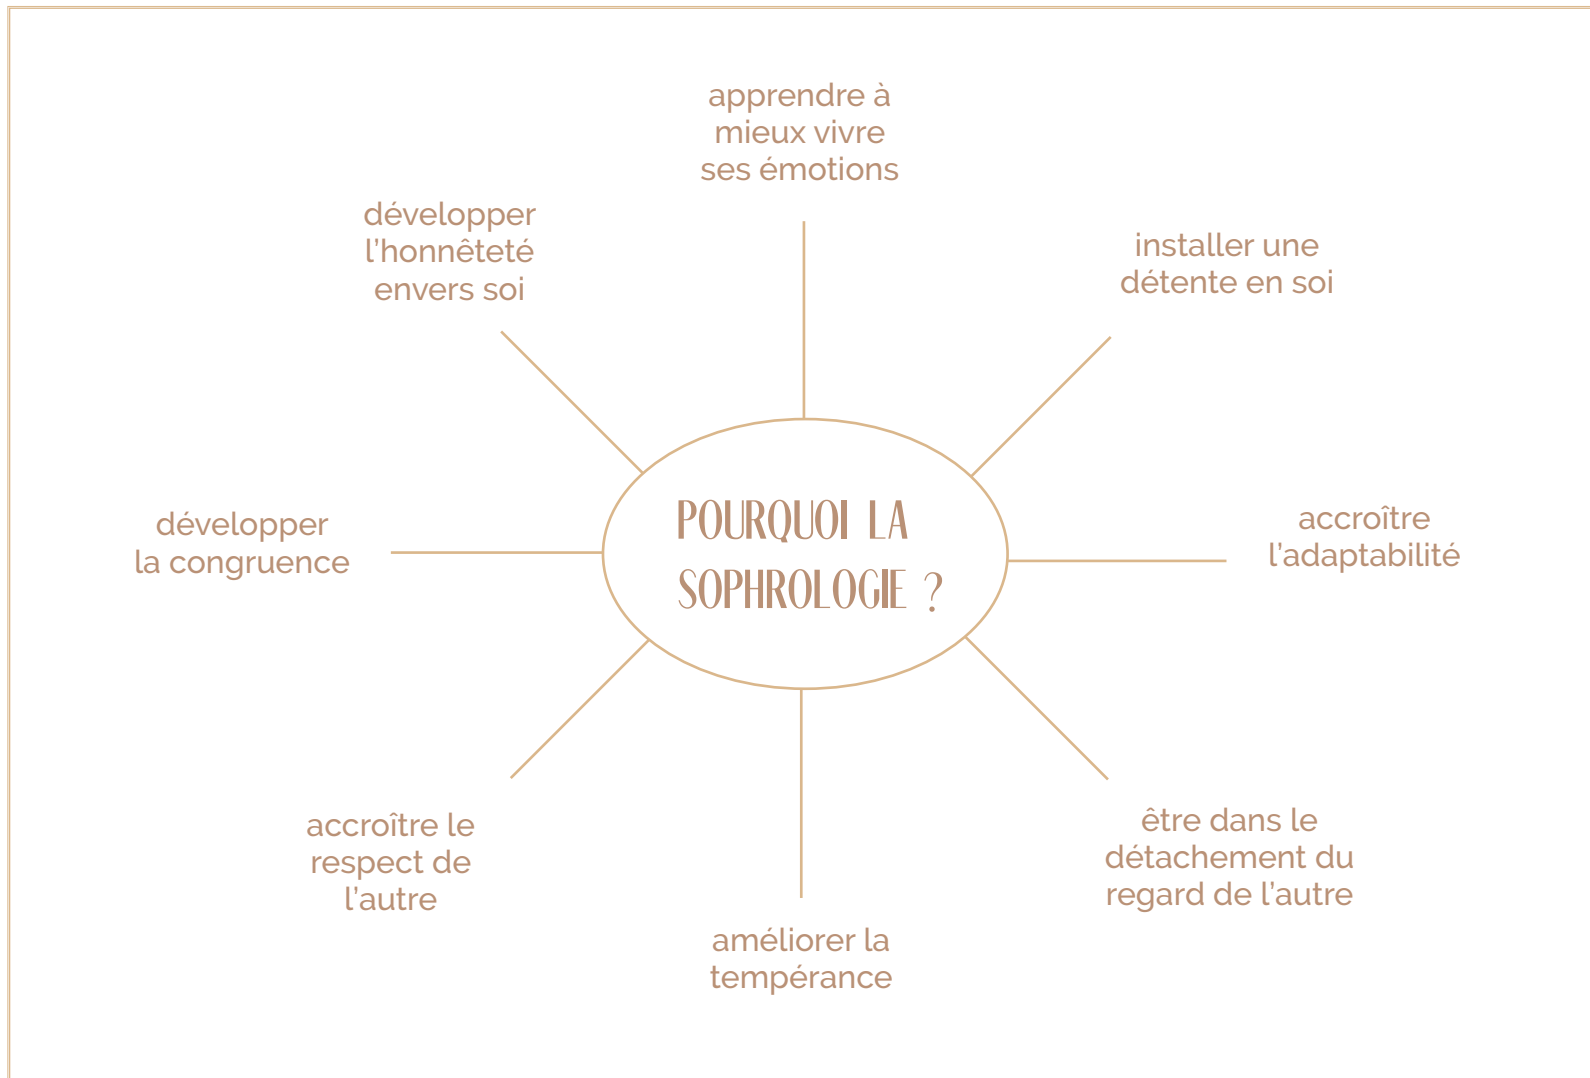 apprendre à
mieux vivre
ses émotions
installer une
détente en soi
accroître
l'adaptabilité
être dans le
détachement du
regard de l'autre
améliorer la
tempérance
accroître le
respect de
l'autre
développer
la congruence
développer
l'honnêteté
envers soi
POURQUOI LA
SOPHROLOGIE ?